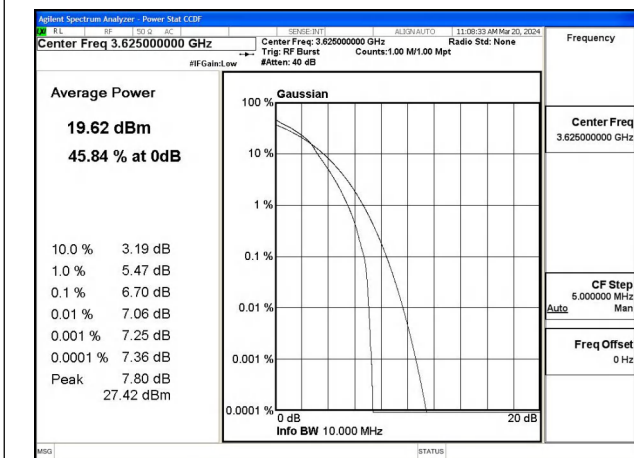 Agilent Spectrum Analyzer - Power Stat CCDF
RL RF 50 Ω AC SENSE:INT ALIGNAUTO 11:08:33 AM Mar 20, 2024
Center Freq 3.625000000 GHz
Center Freq: 3.625000000 GHz Radio Std: None
Trig: RF Burst Counts:1.00 M/1.00 Mpt
#IFGain:Low #Atten: 40 dB
Frequency
Average Power
19.62 dBm
45.84 % at 0dB
10.0 % 3.19 dB
1.0 % 5.47 dB
0.1 % 6.70 dB
0.01 % 7.06 dB
0.001 % 7.25 dB
0.0001 % 7.36 dB
Peak 7.80 dB
27.42 dBm
Gaussian
100 %
10 %
1 %
0.1 %
0.01 %
0.001 %
0.0001 %
0 dB 20 dB
Info BW 10.000 MHz
Center Freq
3.625000000 GHz
CF Step
5.000000 MHz
Auto Man
Freq Offset
0 Hz
MSG STATUS